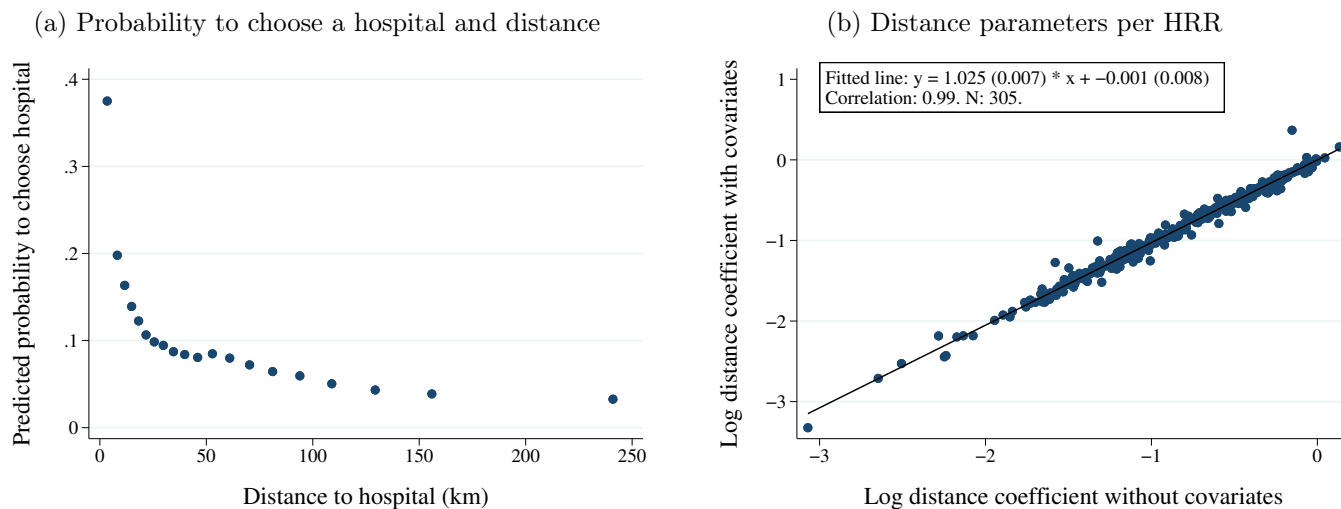 (a) Probability to choose a hospital and distance
Predicted probability to choose hospital
.4
.3
.2
.1
0
0 50 100 150 200 250
Distance to hospital (km)
(b) Distance parameters per HRR
Log distance coefficient with covariates
Fitted line: y = 1.025 (0.007) * x + −0.001 (0.008)
Correlation: 0.99. N: 305.
1
0
−1
−2
−3
−3 −2 −1 0
Log distance coefficient without covariates